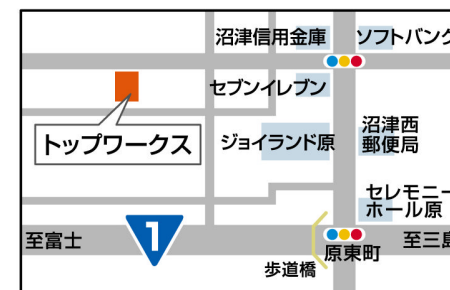 沼津信用金庫
ソフトバンク
セブンイレブン
トップワークス
ジョイランド原
沼津西
郵便局
セレモニー
ホール原
至富士
1
原東町
至三島
歩道橋